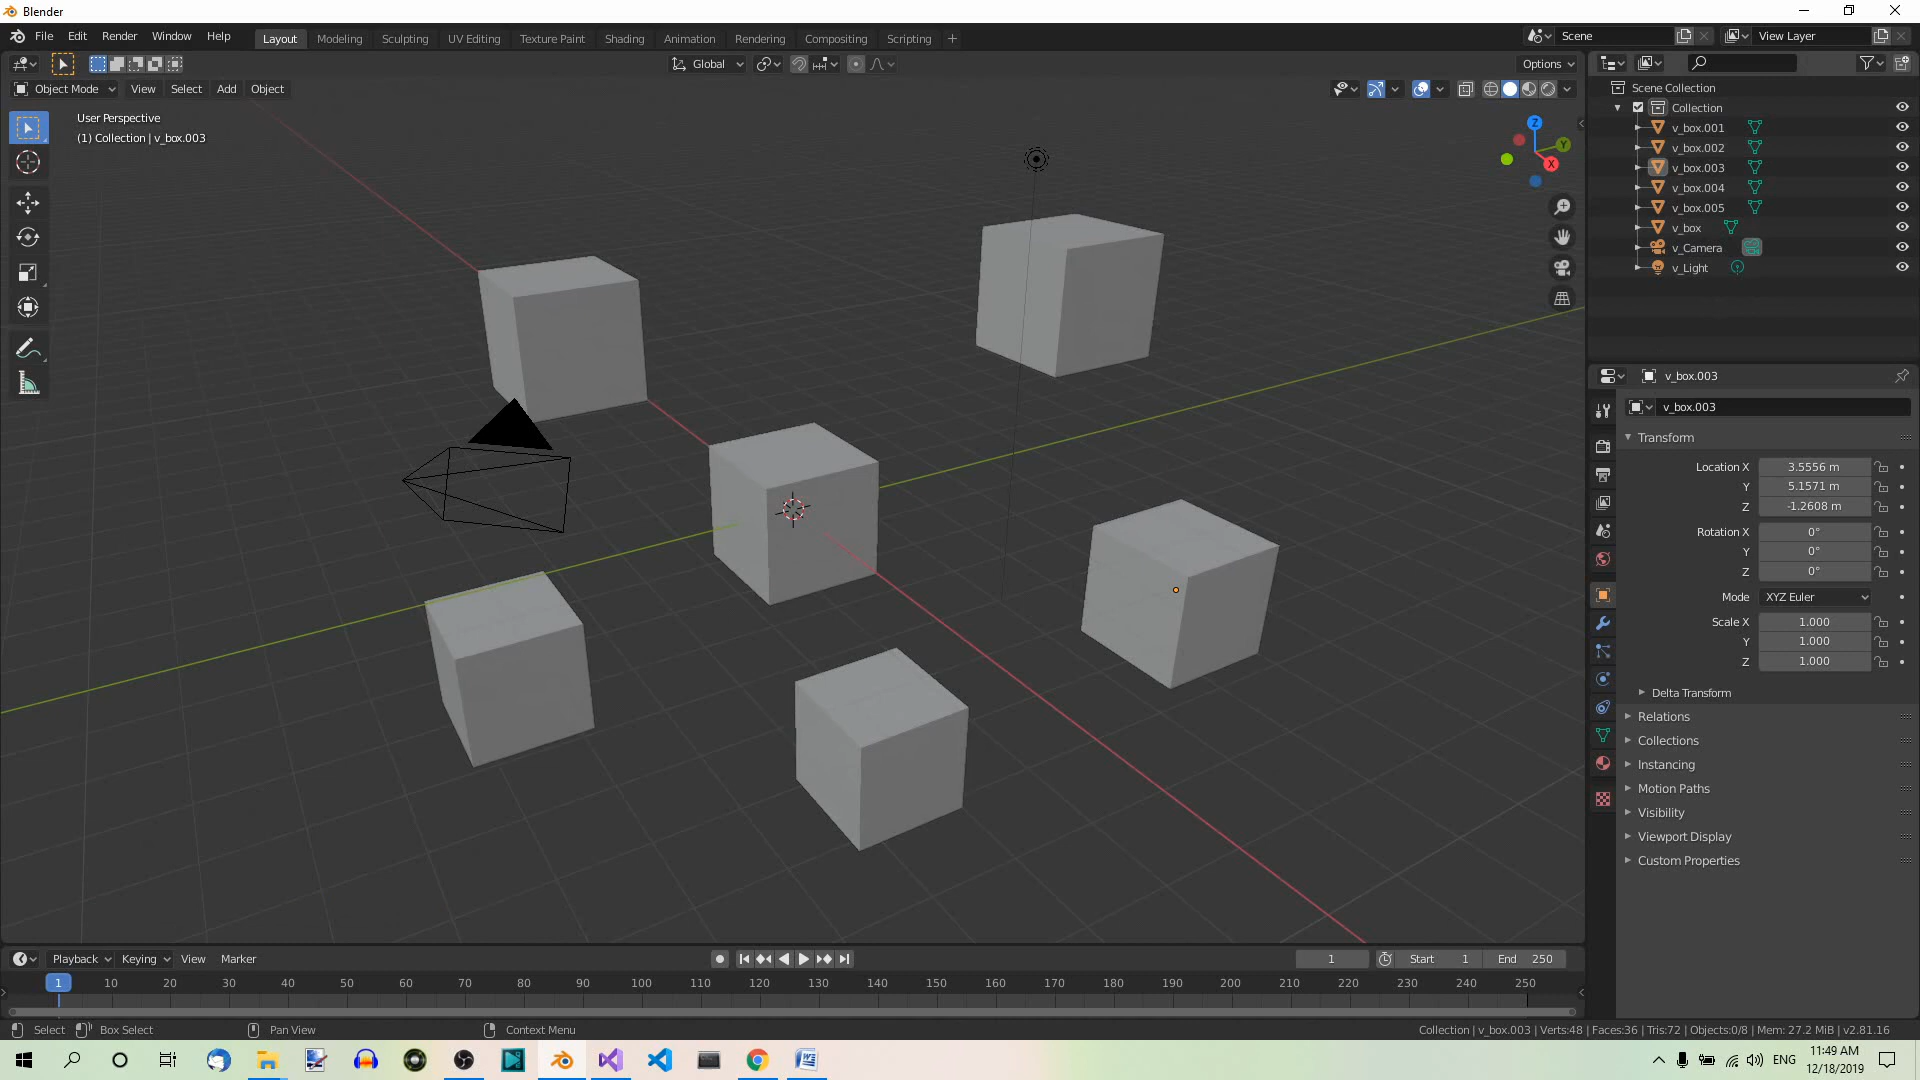 Blender
File Edit Render Window Help
Layout Modeling Sculpting UV Editing Texture Paint Shading Animation Rendering Compositing Scripting +
Scene
View Layer
Global
Options
Object Mode View Select Add Object
User Perspective
(1) Collection | v_box.003
Z
Y
X
Scene Collection
Collection
v_box.001
v_box.002
v_box.003
v_box.004
v_box.005
v_box
v_Camera
v_Light
v_box.003
v_box.003
Transform
Location X 3.5556 m
Y 5.1571 m
Z -1.2608 m
Rotation X 0°
Y 0°
Z 0°
Mode XYZ Euler
Scale X 1.000
Y 1.000
Z 1.000
Delta Transform
Relations
Collections
Instancing
Motion Paths
Visibility
Viewport Display
Custom Properties
Playback Keying View Marker
1 Start 1 End 250
1 10 20 30 40 50 60 70 80 90 100 110 120 130 140 150 160 170 180 190 200 210 220 230 240 250
Select Box Select Pan View Context Menu
Collection | v_box.003 | Verts:48 | Faces:36 | Tris:72 | Objects:0/8 | Mem: 27.2 MiB | v2.81.16
ENG
11:49 AM
12/18/2019